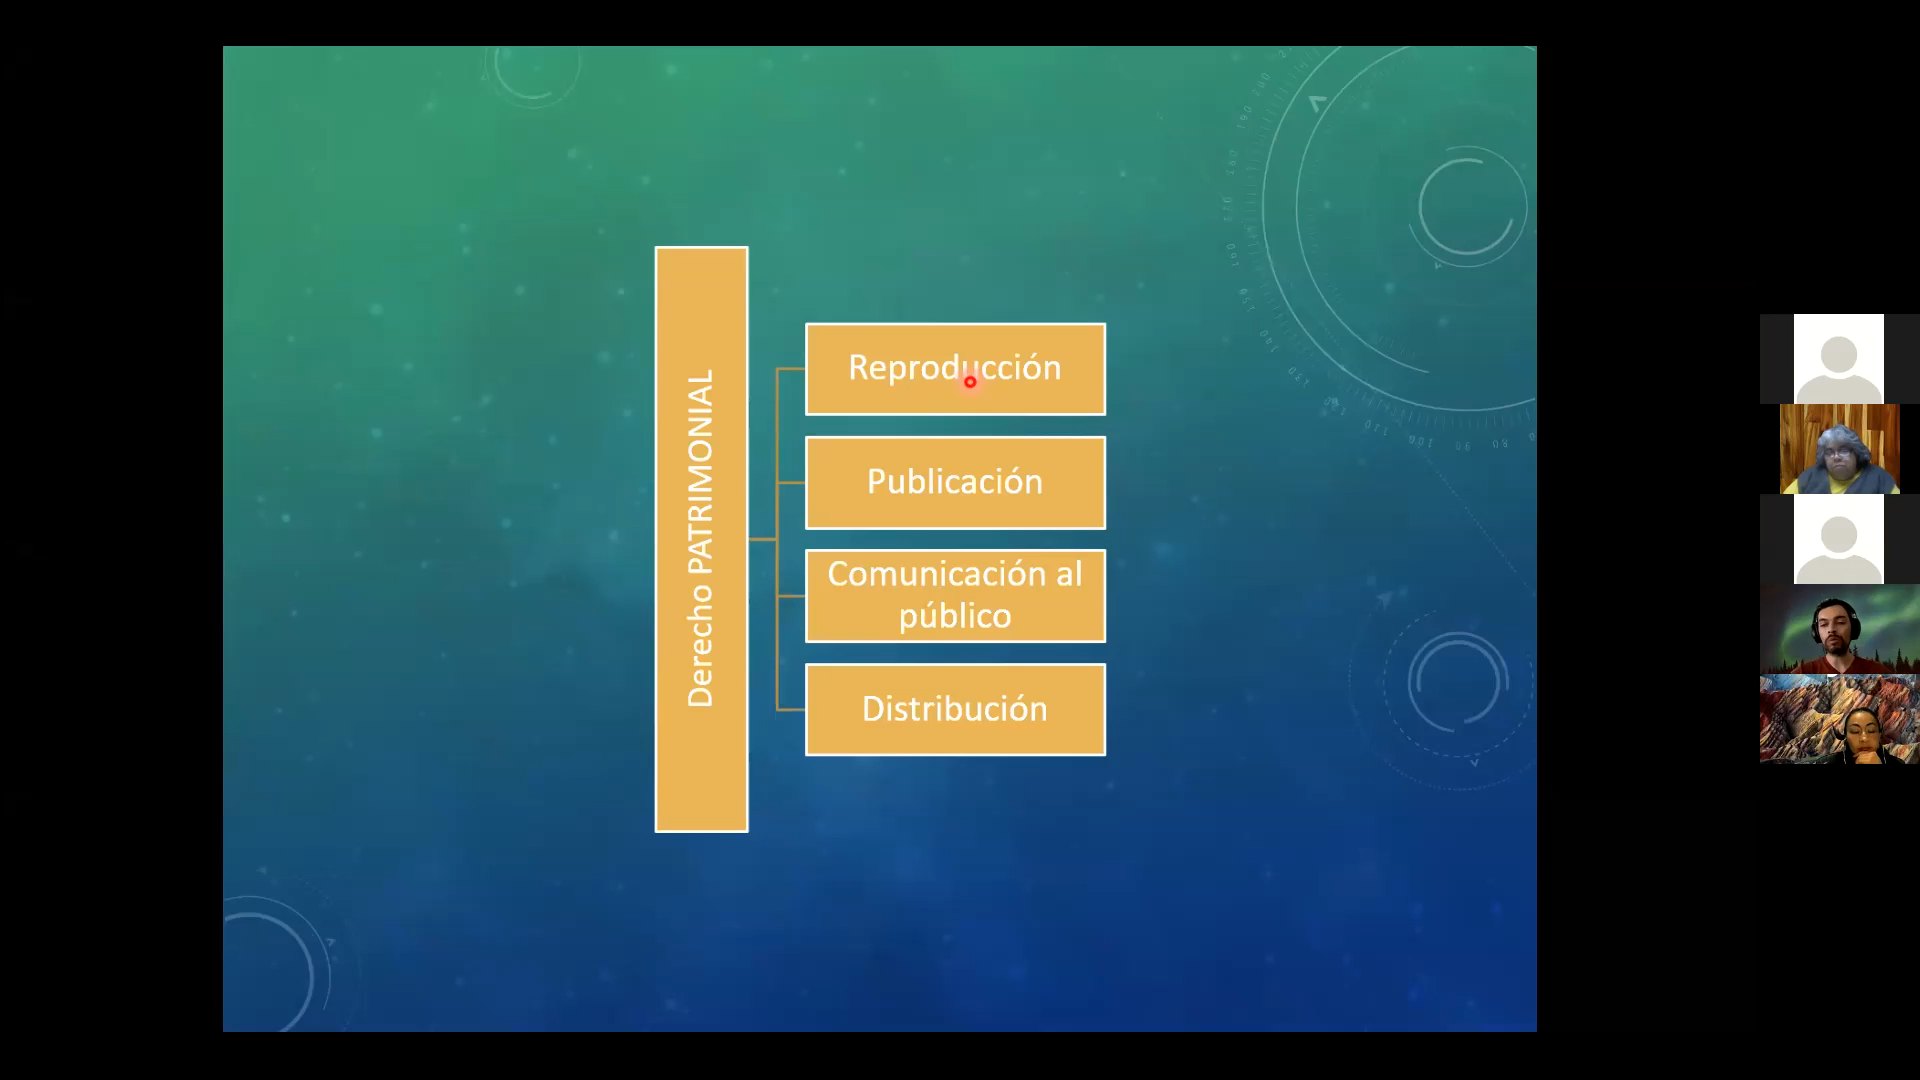 Derecho PATRIMONIAL
Reproducción
Publicación
Comunicación al
público
Distribución